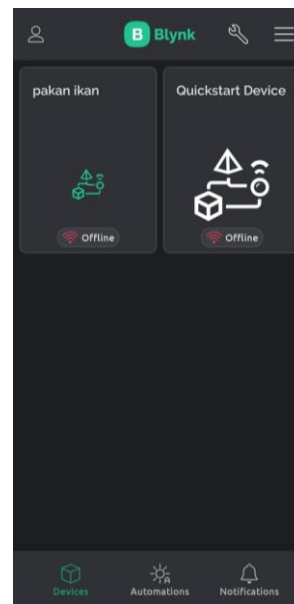 B Blynk
pakan ikan
Quickstart Device
Offline
Offline
Devices
Automations
Notifications